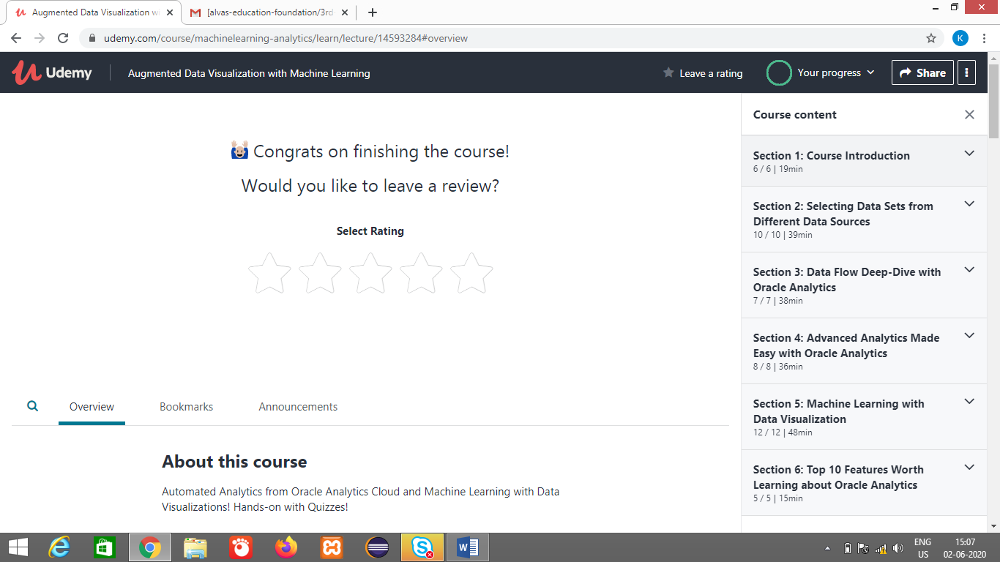 Augmented Data Visualization w
[alvas-education-foundation/3rd
udemy.com/course/machinelearning-analytics/learn/lecture/14593284#overview
K
Udemy
Augmented Data Visualization with Machine Learning
Leave a rating
Your progress
Share
Congrats on finishing the course!
Would you like to leave a review?
Select Rating
Overview
Bookmarks
Announcements
About this course
Automated Analytics from Oracle Analytics Cloud and Machine Learning with Data
Visualizations! Hands-on with Quizzes!
Course content
Section 1: Course Introduction
6 / 6 | 19min
Section 2: Selecting Data Sets from
Different Data Sources
10 / 10 | 39min
Section 3: Data Flow Deep-Dive with
Oracle Analytics
7 / 7 | 38min
Section 4: Advanced Analytics Made
Easy with Oracle Analytics
8 / 8 | 36min
Section 5: Machine Learning with
Data Visualization
12 / 12 | 48min
Section 6: Top 10 Features Worth
Learning about Oracle Analytics
5 / 5 | 15min
ENG
US
15:07
02-06-2020